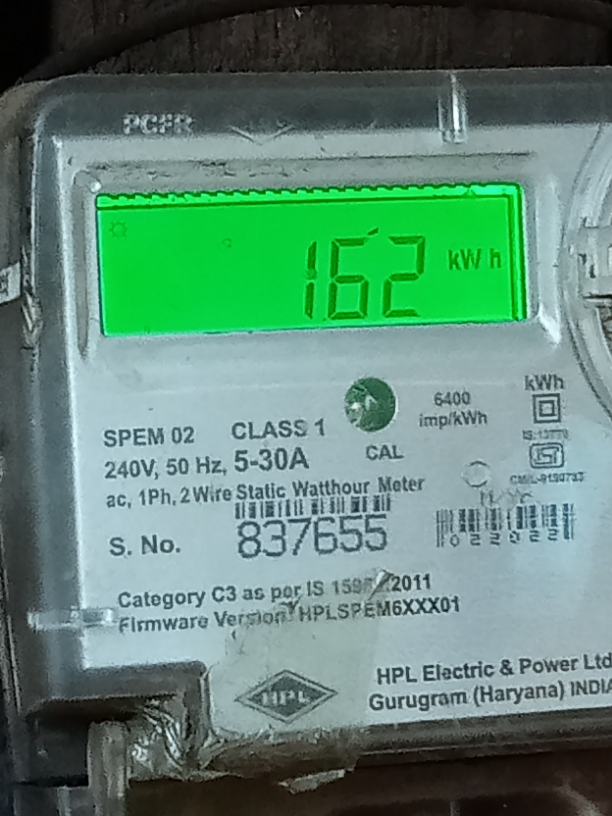 162 kWh
6400
imp/kWh
kWh
SPEM 02 CLASS 1
CAL
240V, 50 Hz, 5-30A
ac, 1Ph, 2 Wire Static Watthour Meter
S. No. 837655
022022
Category C3 as per IS 2011
Firmware Version: HPLSPEM6XXX01
HPL
HPL Electric & Power Ltd
Gurugram (Haryana) INDIA